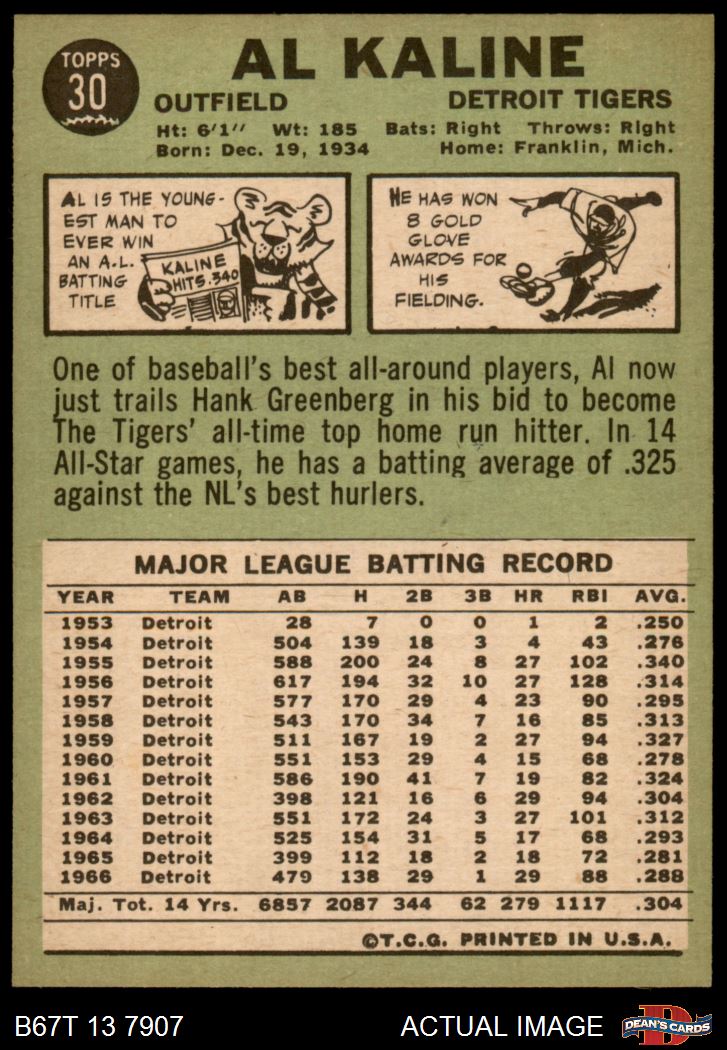 TOPPS
30
AL KALINE
OUTFIELD DETROIT TIGERS
Ht: 6'1" Wt: 185 Bats: Right Throws: Right
Born: Dec. 19, 1934 Home: Franklin, Mich.
AL IS THE YOUNG-
EST MAN TO
EVER WIN
AN A.L.
BATTING
TITLE
KALINE
HITS .340
HE HAS WON
8 GOLD
GLOVE
AWARDS FOR
HIS
FIELDING.
One of baseball's best all-around players, Al now
just trails Hank Greenberg in his bid to become
The Tigers' all-time top home run hitter. In 14
All-Star games, he has a batting average of .325
against the NL's best hurlers.
MAJOR LEAGUE BATTING RECORD
YEAR TEAM AB H 2B 3B HR RBI AVG.
1953 Detroit 28 7 0 0 1 2 .250
1954 Detroit 504 139 18 3 4 43 .276
1955 Detroit 588 200 24 8 27 102 .340
1956 Detroit 617 194 32 10 27 128 .314
1957 Detroit 577 170 29 4 23 90 .295
1958 Detroit 543 170 34 7 16 85 .313
1959 Detroit 511 167 19 2 27 94 .327
1960 Detroit 551 153 29 4 15 68 .278
1961 Detroit 586 190 41 7 19 82 .324
1962 Detroit 398 121 16 6 29 94 .304
1963 Detroit 551 172 24 3 27 101 .312
1964 Detroit 525 154 31 5 17 68 .293
1965 Detroit 399 112 18 2 18 72 .281
1966 Detroit 479 138 29 1 29 88 .288
Maj. Tot. 14 Yrs. 6857 2087 344 62 279 1117 .304
©T.C.G. PRINTED IN U.S.A.
B67T 13 7907 ACTUAL IMAGE
D
DEAN'S CARDS